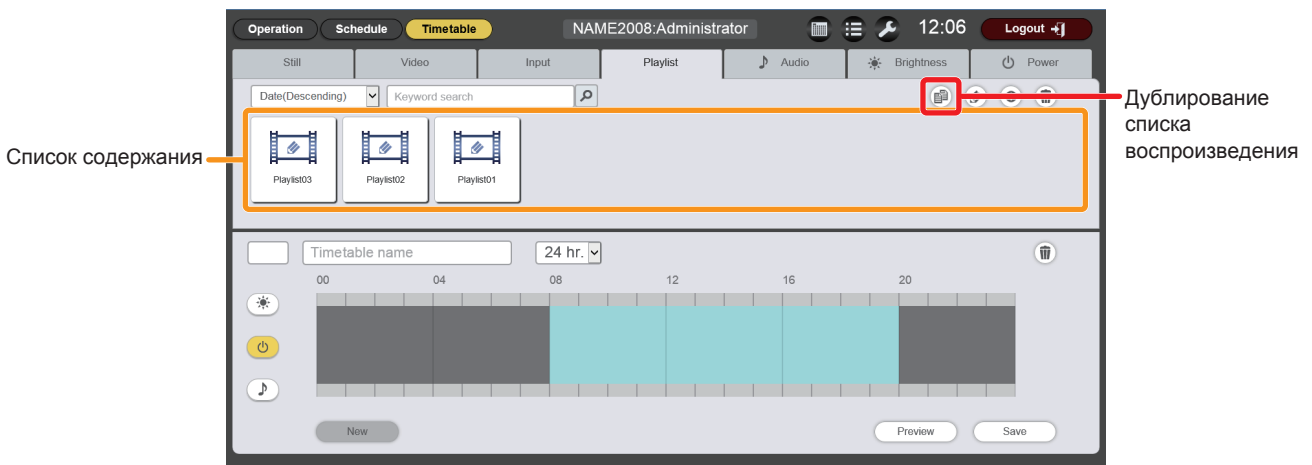 Operation Schedule Timetable NAME2008:Administrator 12:06 Logout
Still Video Input Playlist Audio Brightness Power
Date(Descending) Keyword search
Дублирование
списка
воспроизведения
Список содержания
Playlist03 Playlist02 Playlist01
Timetable name 24 hr.
00 04 08 12 16 20
New Preview Save